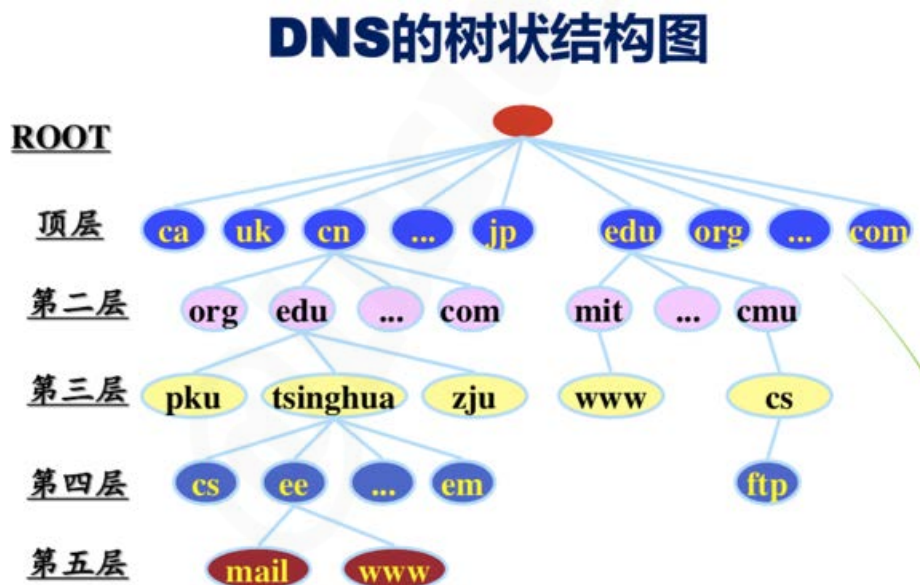 DNS的树状结构图
ROOT
顶层 ca uk cn ... jp edu org ... com
第二层 org edu ... com mit ... cmu
第三层 pku tsinghua zju www cs
第四层 cs ee ... em ftp
第五层 mail www